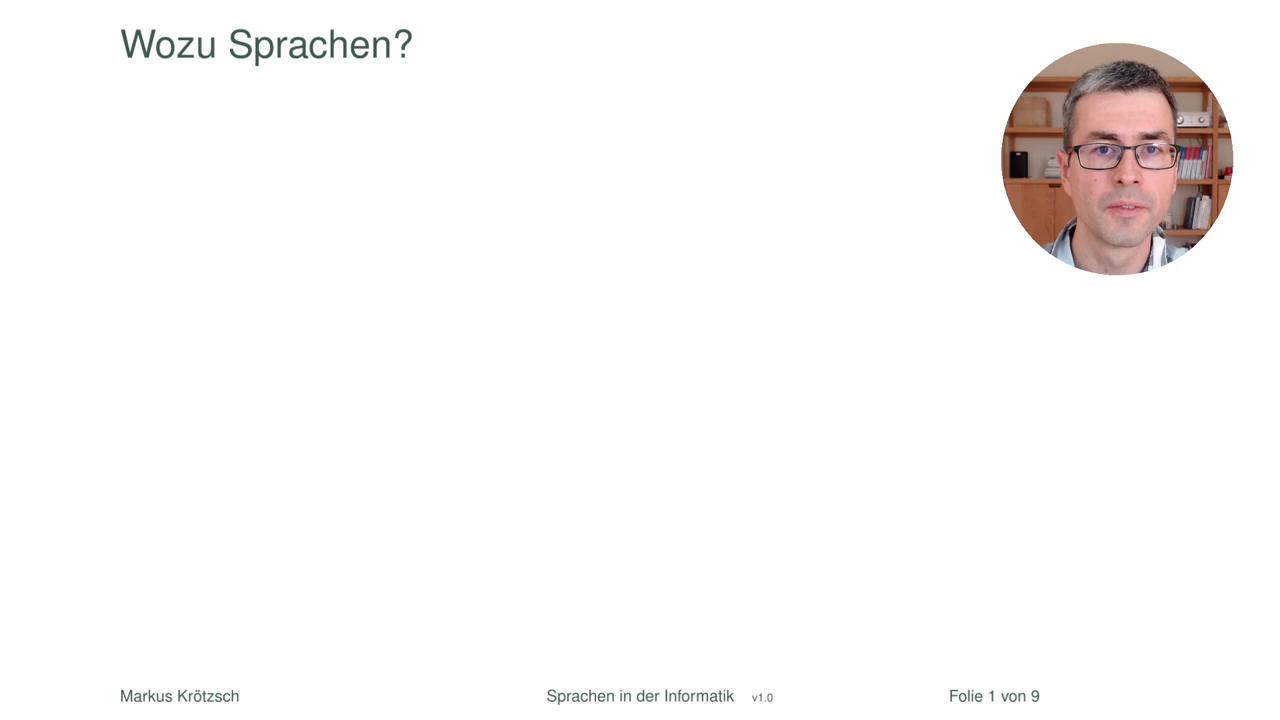 Wozu Sprachen?
Markus Krötzsch
Sprachen in der Informatik v1.0
Folie 1 von 9